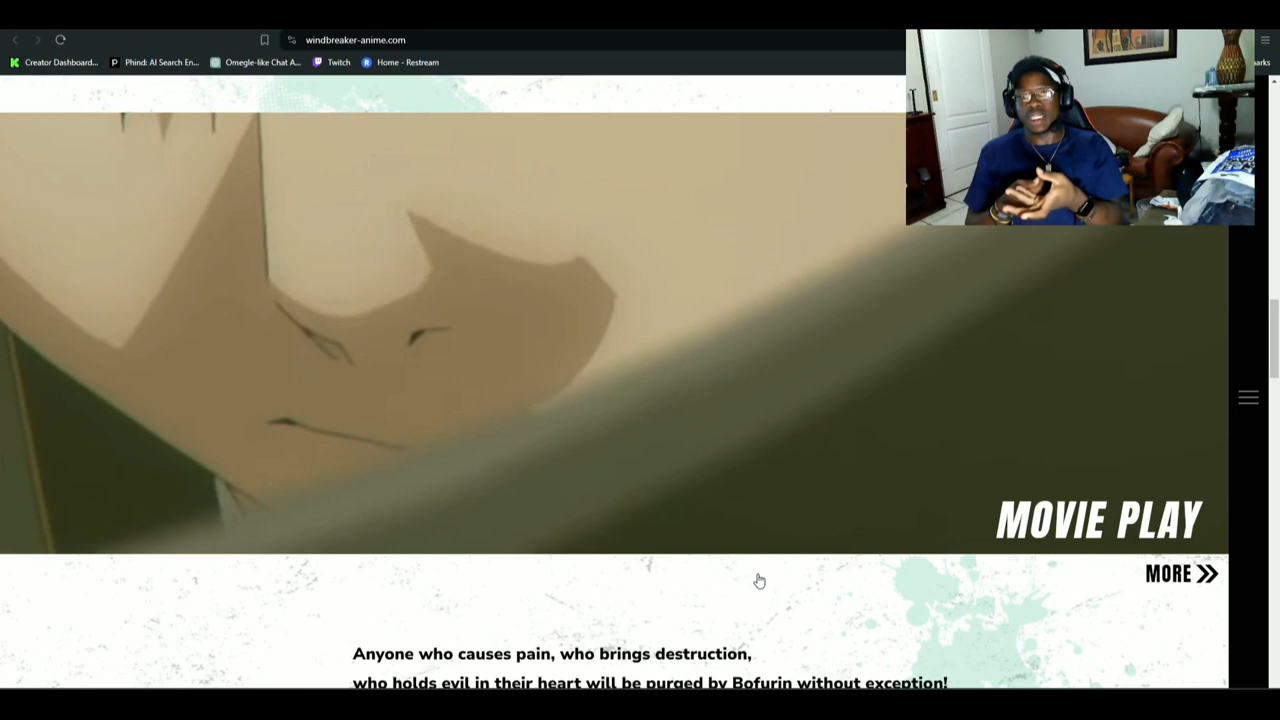 windbreaker-anime.com
Creator Dashboard...
Phind: AI Search En...
Omegle-like Chat A...
Twitch
Home - Restream
arks
MOVIE PLAY
MORE
Anyone who causes pain, who brings destruction,
who holds evil in their heart will be purged by Bofurin without exception!